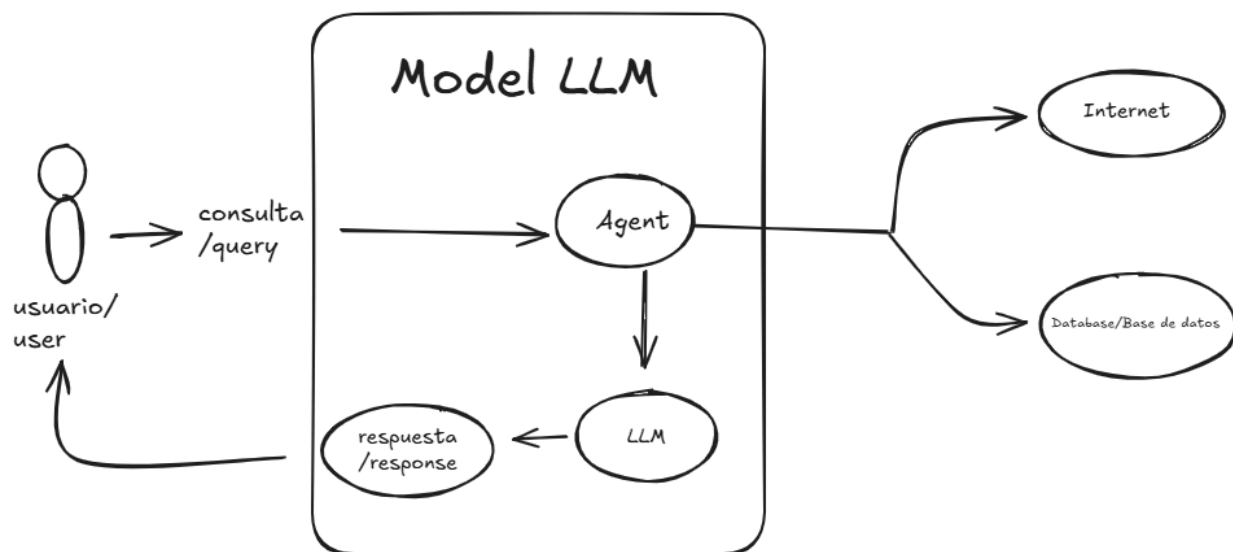 Model LLM
Internet
consulta
/query
Agent
usuario/
user
Database/Base de datos
respuesta
/response
LLM